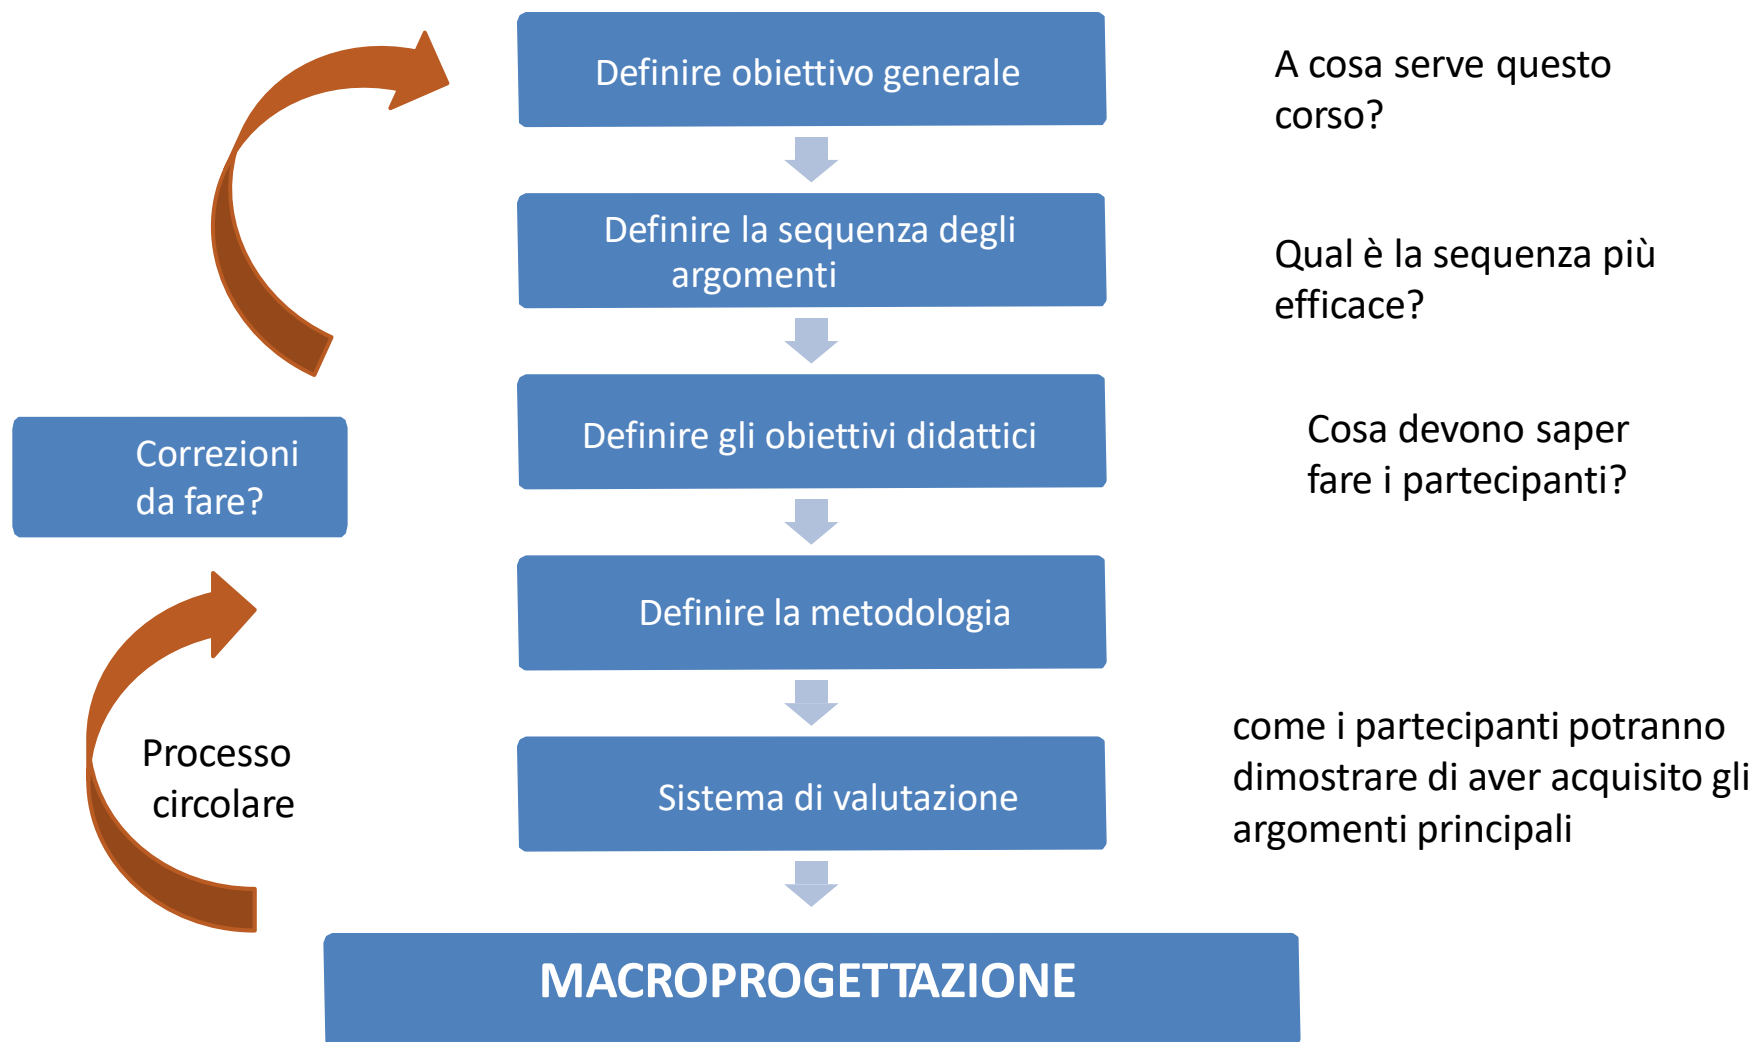 Definire obiettivo generale
A cosa serve questo
corso?
Definire la sequenza degli
argomenti
Qual è la sequenza più
efficace?
Definire gli obiettivi didattici
Cosa devono saper
fare i partecipanti?
Correzioni
da fare?
Definire la metodologia
Processo
circolare
Sistema di valutazione
come i partecipanti potranno
dimostrare di aver acquisito gli
argomenti principali
MACROPROGETTAZIONE